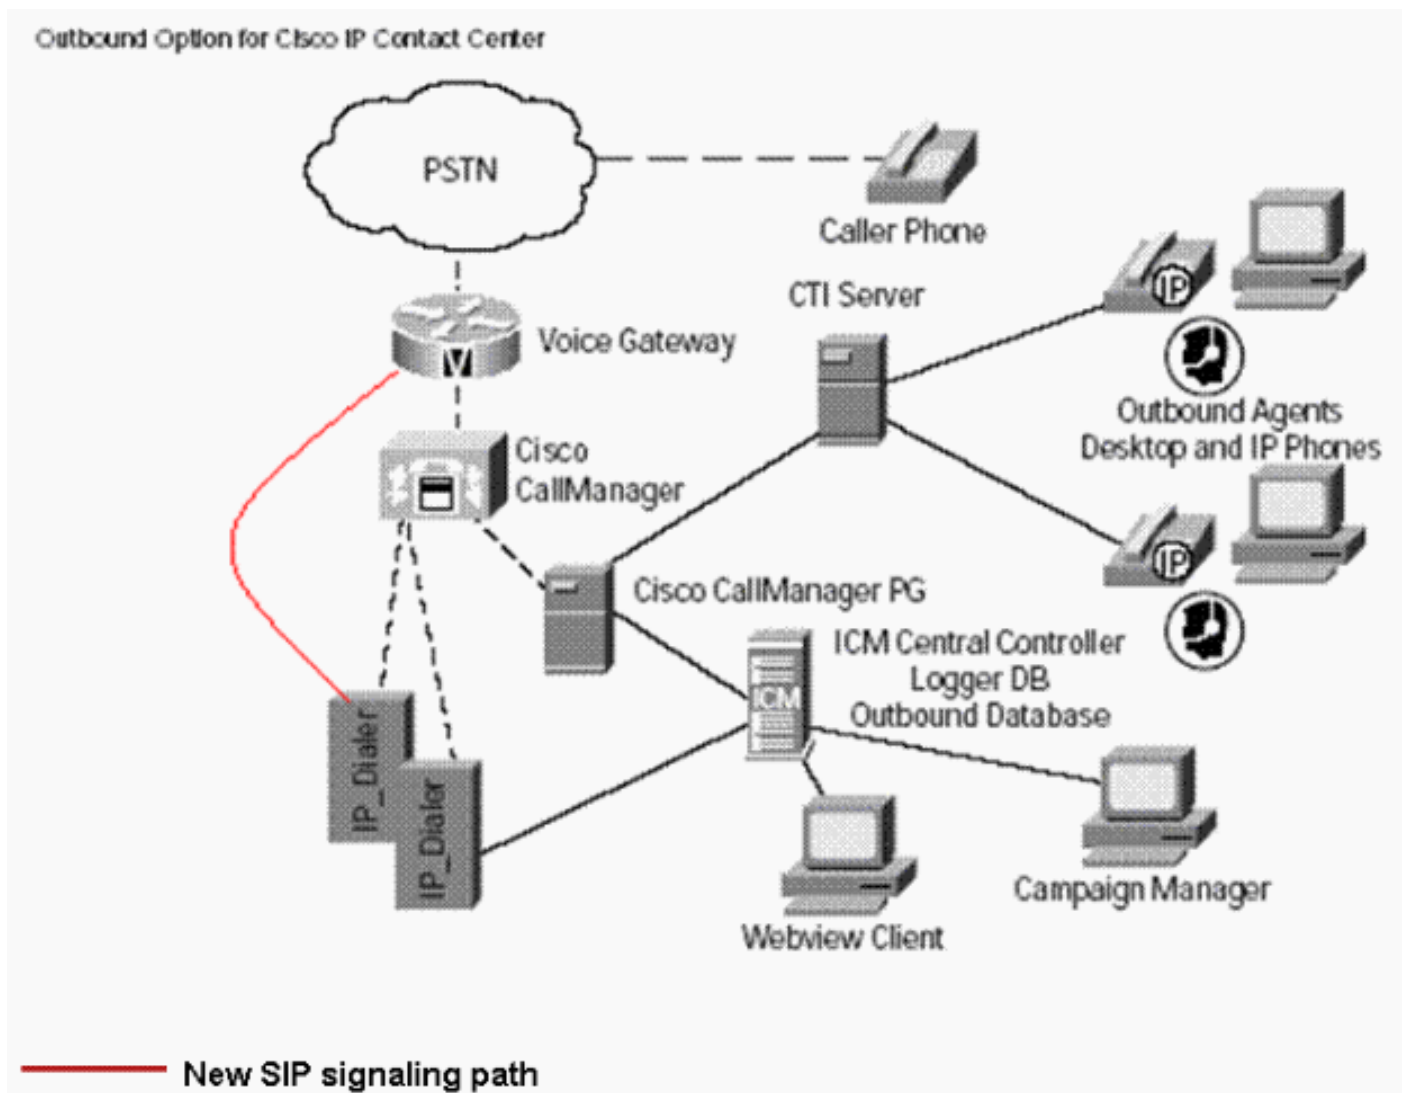 Outbound Option for Cisco IP Contact Center
PSTN
Caller Phone
CTI Server
IP
Voice Gateway
V
Outbound Agents
Desktop and IP Phones
Cisco
CallManager
IP
Cisco CallManager PG
ICM Central Controller
Logger DB
Outbound Database
ICM
IP_Dialer
IP_Dialer
Campaign Manager
Webview Client
New SIP signaling path